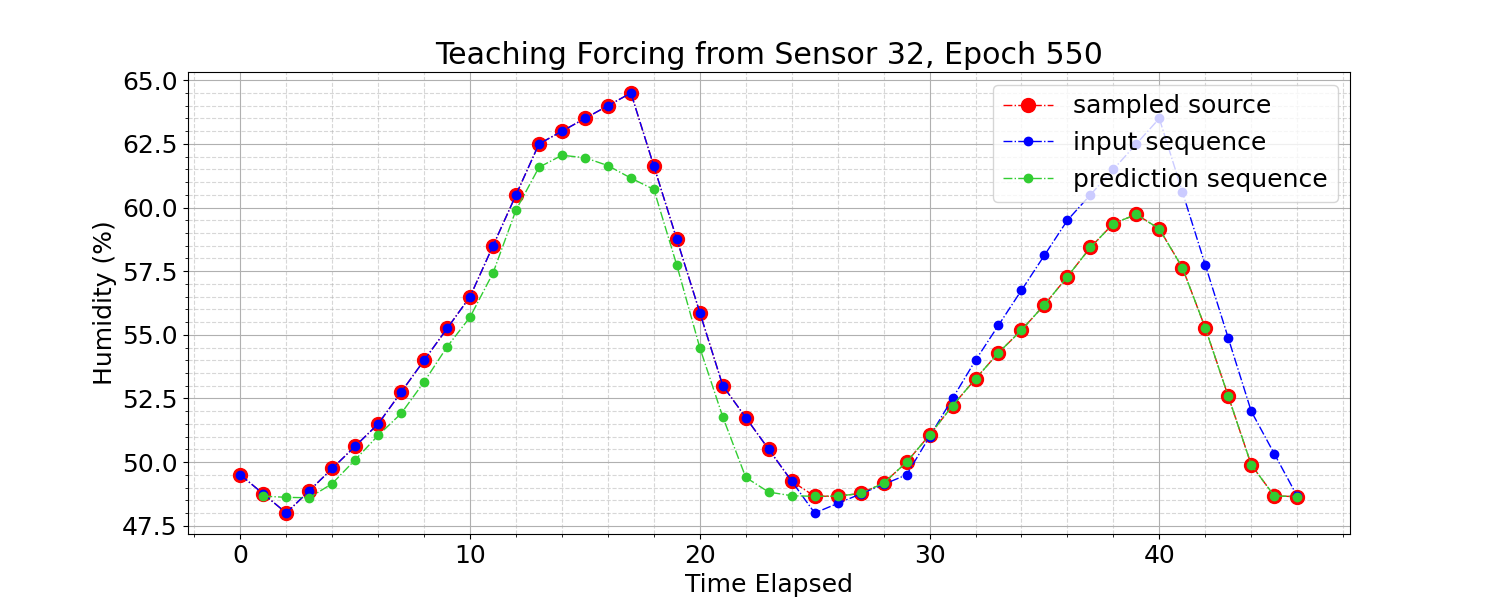 Teaching Forcing from Sensor 32, Epoch 550
sampled source
input sequence
prediction sequence
Humidity (%)
65.0
62.5
60.0
57.5
55.0
52.5
50.0
47.5
0 10 20 30 40
Time Elapsed